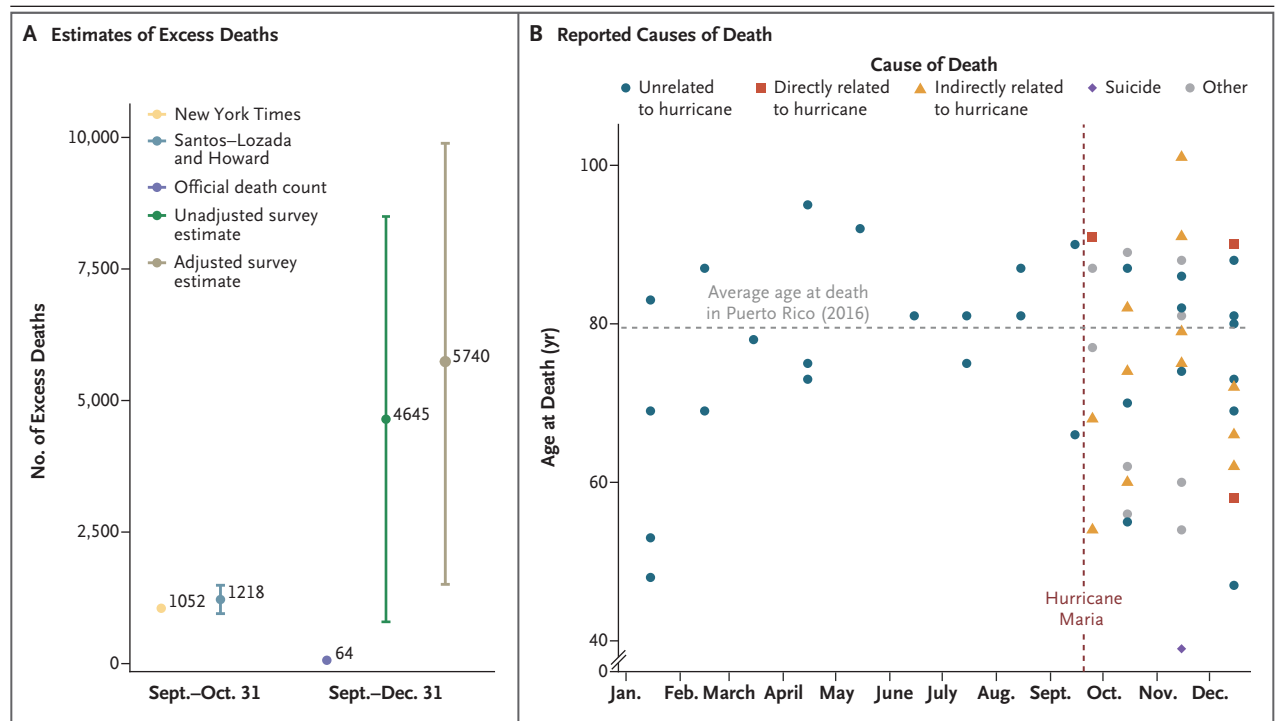 A Estimates of Excess Deaths
New York Times
Santos–Lozada
and Howard
Official death count
Unadjusted survey
estimate
Adjusted survey
estimate
No. of Excess Deaths
10,000
7,500
5,000
2,500
0
1052
1218
64
4645
5740
Sept.–Oct. 31
Sept.–Dec. 31
B Reported Causes of Death
Cause of Death
Unrelated
to hurricane
Directly related
to hurricane
Indirectly related
to hurricane
Suicide
Other
Age at Death (yr)
100
80
60
40
0
Average age at death
in Puerto Rico (2016)
Hurricane
Maria
Jan.
Feb.
March
April
May
June
July
Aug.
Sept.
Oct.
Nov.
Dec.